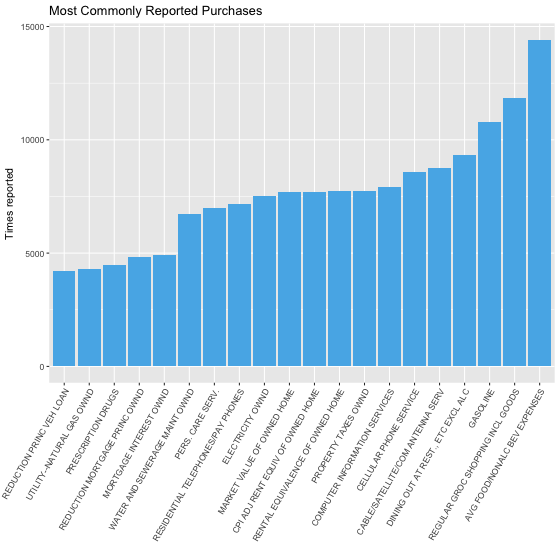 Most Commonly Reported Purchases
Times reported
15000
10000
5000
0
REDUCTION PRINC VEH LOAN
UTILITY--NATURAL GAS OWND
PRESCRIPTION DRUGS
REDUCTION MORTGAGE PRINC OWND
MORTGAGE INTEREST OWND
WATER AND SEWERAGE MAINT OWND
PERS. CARE SERV.
RESIDENTIAL TELEPHONES/PAY PHONES
ELECTRICITY OWND
MARKET VALUE OF OWNED HOME
CPI ADJ RENT EQUIV OF OWNED HOME
RENTAL EQUIVALENCE OF OWNED HOME
PROPERTY TAXES OWND
COMPUTER INFORMATION SERVICES
CELLULAR PHONE SERVICE
CABLE/SATELLITE/COM ANTENNA SERV
DINING OUT AT REST., ETC EXCL ALC
GASOLINE
REGULAR GROC SHOPPING INCL GOODS
AVG FOOD/NONALC BEV EXPENSES